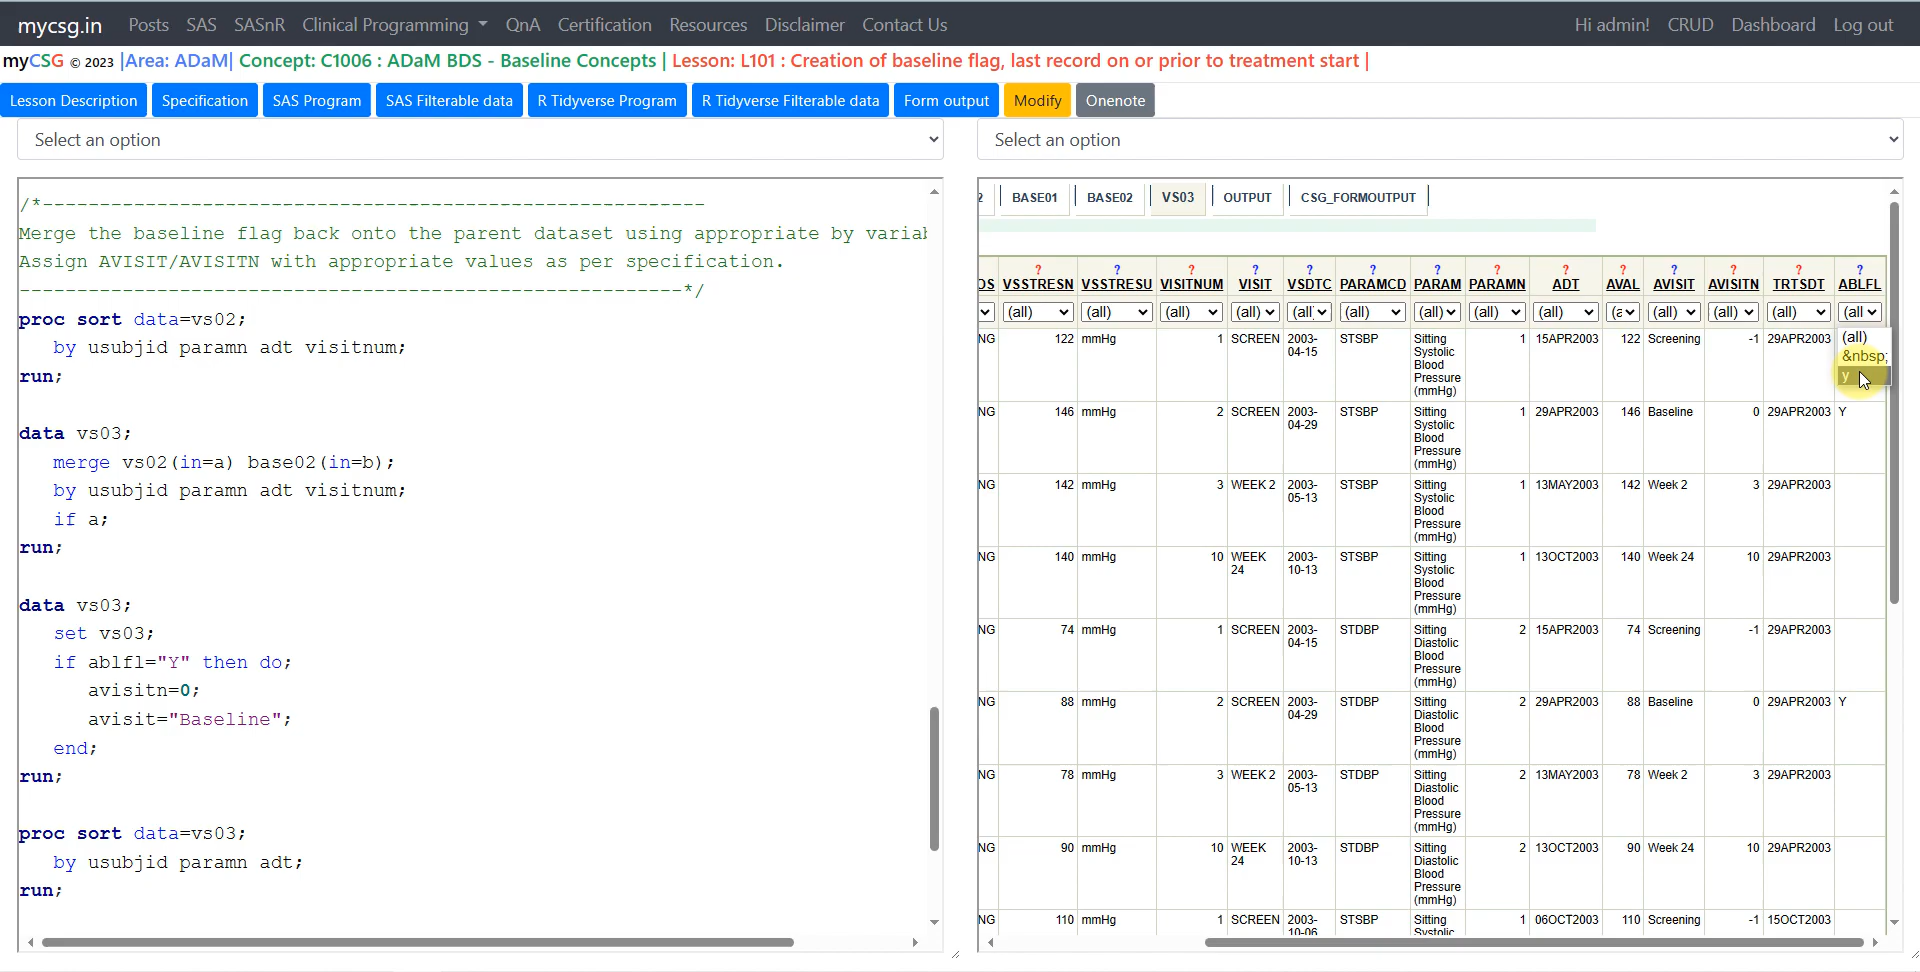 mycsg.in Posts SAS SASnR Clinical Programming QnA Certification Resources Disclaimer Contact Us Hi admin! CRUD Dashboard Log out
myCSG © 2023 |Area: ADaM| Concept: C1006 : ADaM BDS - Baseline Concepts | Lesson: L101 : Creation of baseline flag, last record on or prior to treatment start |
Lesson Description Specification SAS Program SAS Filterable data R Tidyverse Program R Tidyverse Filterable data Form output Modify Onenote
Select an option
/*----------------------------------------------------------
Merge the baseline flag back onto the parent dataset using appropriate by variab
Assign AVISIT/AVISITN with appropriate values as per specification.
----------------------------------------------------------*/
proc sort data=vs02;
by usubjid paramn adt visitnum;
run;
data vs03;
merge vs02(in=a) base02(in=b);
by usubjid paramn adt visitnum;
if a;
run;
data vs03;
set vs03;
if ablfl="Y" then do;
avisitn=0;
avisit="Baseline";
end;
run;
proc sort data=vs03;
by usubjid paramn adt;
run;
Select an option
2 BASE01 BASE02 VS03 OUTPUT CSG_FORMOUTPUT
? ? ? ? ? ? ? ? ? ? ? ? ? ?
OS VSSTRESN VSSTRESU VISITNUM VISIT VSDTC PARAMCD PARAM PARAMN ADT AVAL AVISIT AVISITN TRTSDT ABLFL
(all) (all) (all) (all) (all) (all) (all) (all) (all) (a (all) (all) (all) (all
(all)
&nbsp;
y
NG 122 mmHg 1 SCREEN 2003- STSBP Sitting 1 15APR2003 122 Screening -1 29APR2003
04-15 Systolic
Blood
Pressure
(mmHg)
NG 146 mmHg 2 SCREEN 2003- STSBP Sitting 1 29APR2003 146 Baseline 0 29APR2003 Y
04-29 Systolic
Blood
Pressure
(mmHg)
NG 142 mmHg 3 WEEK 2 2003- STSBP Sitting 1 13MAY2003 142 Week 2 3 29APR2003
05-13 Systolic
Blood
Pressure
(mmHg)
NG 140 mmHg 10 WEEK 2003- STSBP Sitting 1 13OCT2003 140 Week 24 10 29APR2003
24 10-13 Systolic
Blood
Pressure
(mmHg)
NG 74 mmHg 1 SCREEN 2003- STDBP Sitting 2 15APR2003 74 Screening -1 29APR2003
04-15 Diastolic
Blood
Pressure
(mmHg)
NG 88 mmHg 2 SCREEN 2003- STDBP Sitting 2 29APR2003 88 Baseline 0 29APR2003 Y
04-29 Diastolic
Blood
Pressure
(mmHg)
NG 78 mmHg 3 WEEK 2 2003- STDBP Sitting 2 13MAY2003 78 Week 2 3 29APR2003
05-13 Diastolic
Blood
Pressure
(mmHg)
NG 90 mmHg 10 WEEK 2003- STDBP Sitting 2 13OCT2003 90 Week 24 10 29APR2003
24 10-13 Diastolic
Blood
Pressure
(mmHg)
NG 110 mmHg 1 SCREEN 2003- STSBP Sitting 1 06OCT2003 110 Screening -1 15OCT2003
10-06 Systolic